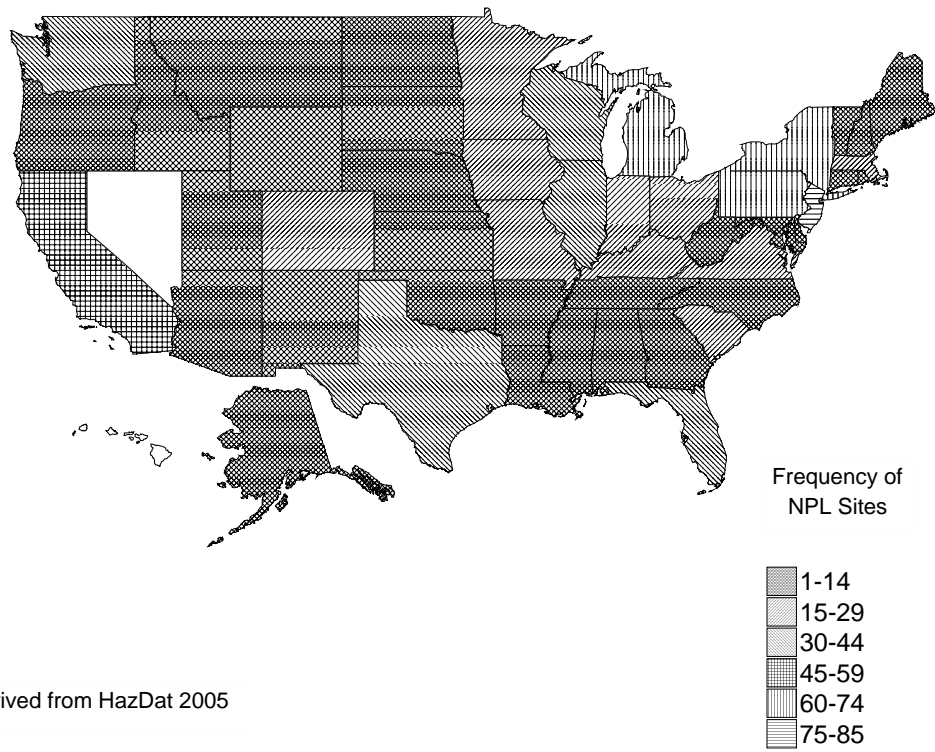 Frequency of
NPL Sites
1-14
15-29
30-44
45-59
60-74
75-85
from HazDat 2005